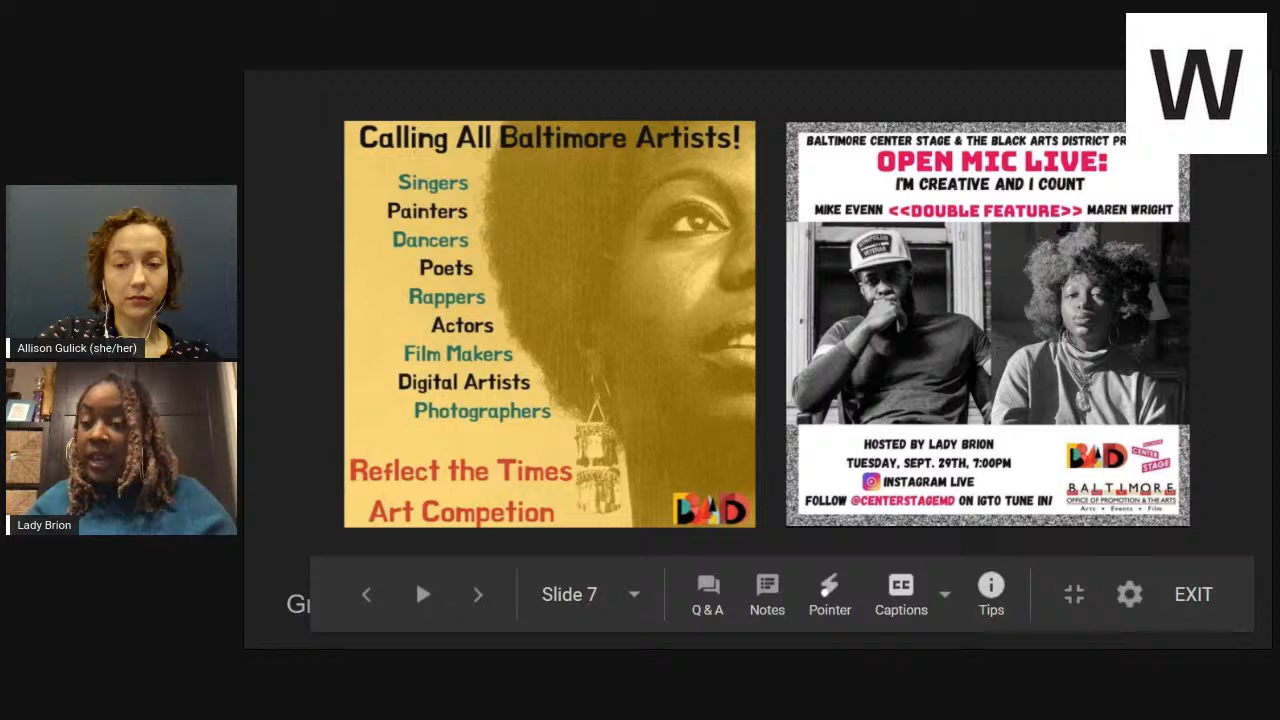 W
Calling All Baltimore Artists!
Singers
Painters
Dancers
Poets
Rappers
Actors
Film Makers
Digital Artists
Photographers
Reflect the Times
Art Competion
BAD
BALTIMORE CENTER STAGE & THE BLACK ARTS DISTRICT
OPEN MIC LIVE:
I'M CREATIVE AND I COUNT
MIKE EVENN <<DOUBLE FEATURE>> MAREN WRIGHT
HOSTED BY LADY BRION
TUESDAY, SEPT. 29TH, 7:00PM
INSTAGRAM LIVE
FOLLOW @CENTERSTAGEMD ON IGTO TUNE IN!
BAD
CENTER
STAGE
BALTIMORE
OFFICE OF PROMOTION & THE ARTS
Arts • Events • Film
Allison Gulick (she/her)
Lady Brion
Slide 7
Q & A
Notes
Pointer
CC
Captions
Tips
EXIT